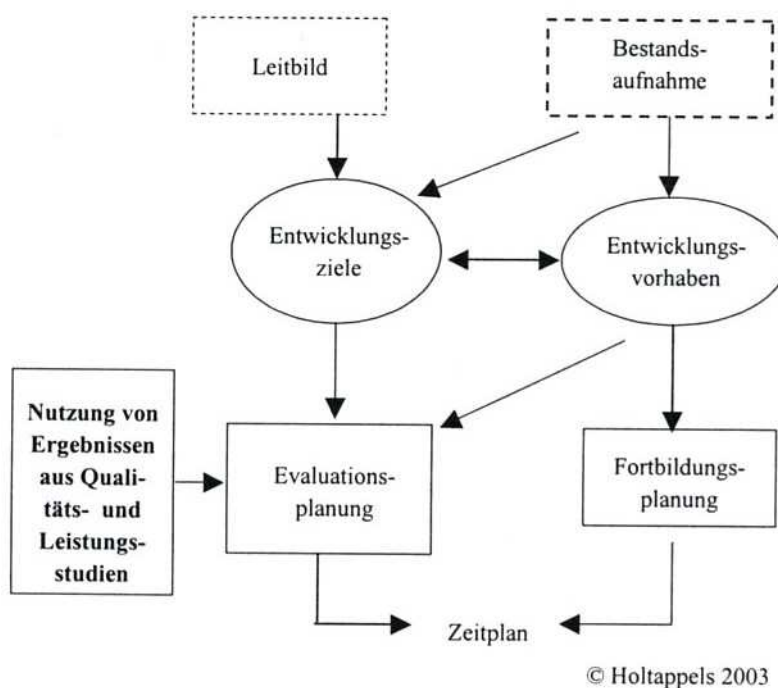 Leitbild
Bestands-
aufnahme
Entwicklungs-
ziele
Entwicklungs-
vorhaben
Nutzung von
Ergebnissen
aus Quali-
täts- und
Leistungs-
studien
Evaluations-
planung
Fortbildungs-
planung
Zeitplan
© Holtappels 2003